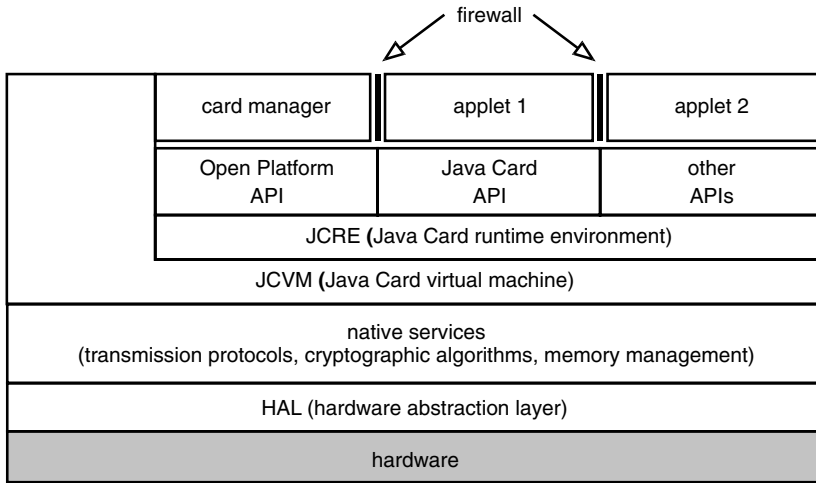 firewall
card manager
applet 1
applet 2
Open Platform
API
Java Card
API
other
APIs
JCRE (Java Card runtime environment)
JCVM (Java Card virtual machine)
native services
(transmission protocols, cryptographic algorithms, memory management)
HAL (hardware abstraction layer)
hardware